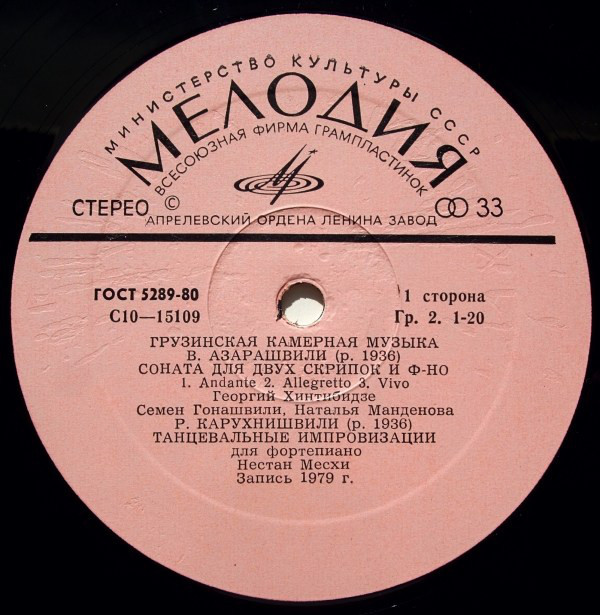 МИНИСТЕРСТВО КУЛЬТУРЫ СССР
МЕЛОДИЯ
ВСЕСОЮЗНАЯ ФИРМА ГРАМПЛАСТИНОК
СТЕРЕО © 33
АПРЕЛЕВСКИЙ ОРДЕНА ЛЕНИНА ЗАВОД
ГОСТ 5289-80 1 сторона
С10—15109 Гр. 2. 1-20
ГРУЗИНСКАЯ КАМЕРНАЯ МУЗЫКА
В. АЗАРАШВИЛИ (р. 1936)
СОНАТА ДЛЯ ДВУХ СКРИПОК И Ф-НО
1. Andante 2. Allegretto 3. Vivo
Георгий Хинтибидзе
Семен Гонашвили, Наталья Манденова
Р. КАРУХНИШВИЛИ (р. 1936)
ТАНЦЕВАЛЬНЫЕ ИМПРОВИЗАЦИИ
для фортепиано
Нестан Месхи
Запись 1979 г.